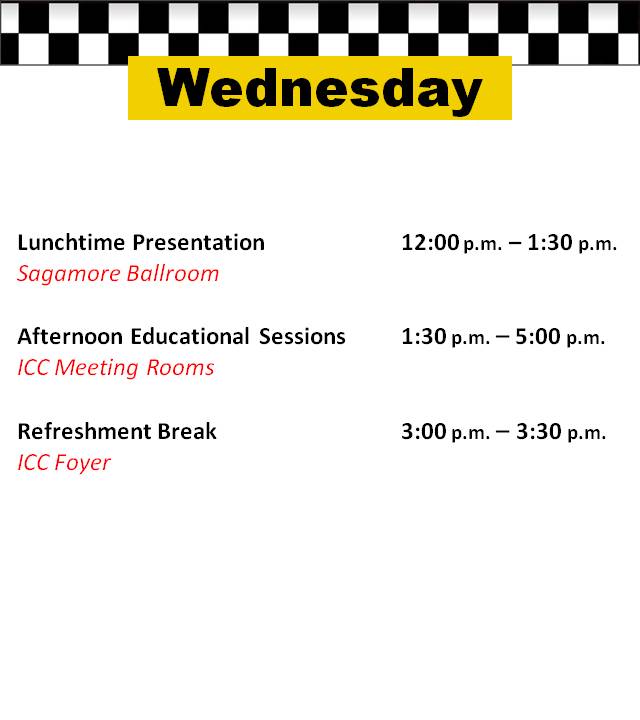 Wednesday
Lunchtime Presentation 12:00 p.m. – 1:30 p.m.
Sagamore Ballroom
Afternoon Educational Sessions 1:30 p.m. – 5:00 p.m.
ICC Meeting Rooms
Refreshment Break 3:00 p.m. – 3:30 p.m.
ICC Foyer